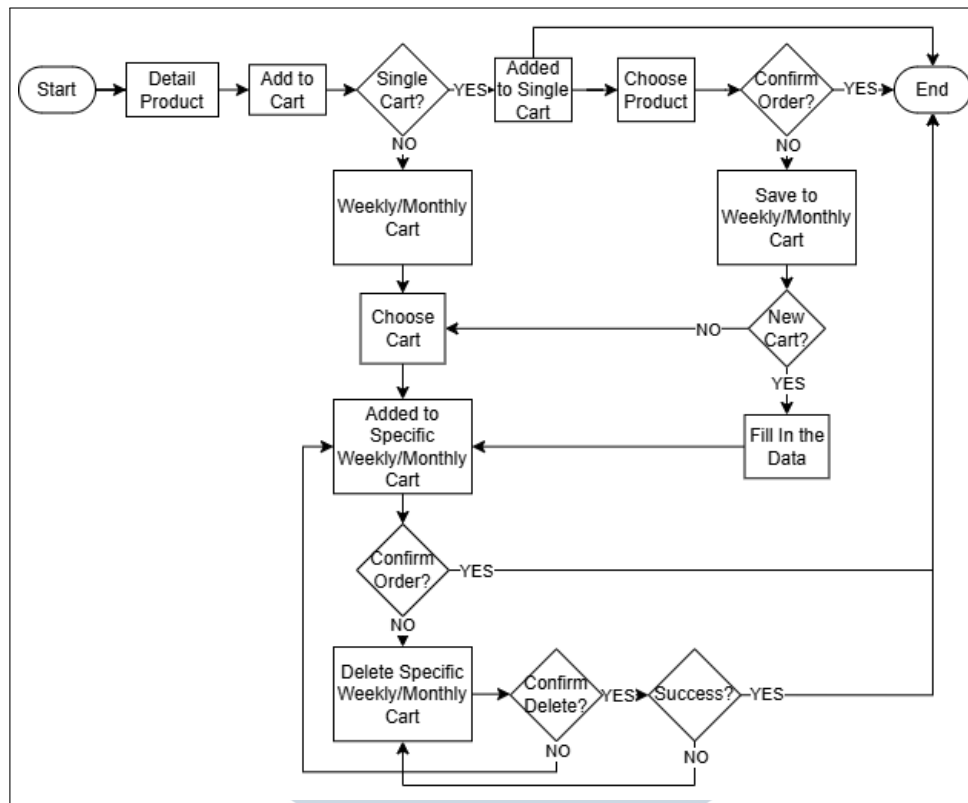 Start
Detail
Product
Add to
Cart
Single
Cart?
YES
Added
to Single
Cart
Choose
Product
Confirm
Order?
YES
End
NO
NO
Weekly/Monthly
Cart
Save to
Weekly/Monthly
Cart
Choose
Cart
NO
New
Cart?
YES
Added to
Specific
Weekly/Monthly
Cart
Fill In the
Data
Confirm
Order?
YES
NO
Delete Specific
Weekly/Monthly
Cart
Confirm
Delete?
YES
Success?
YES
NO
NO